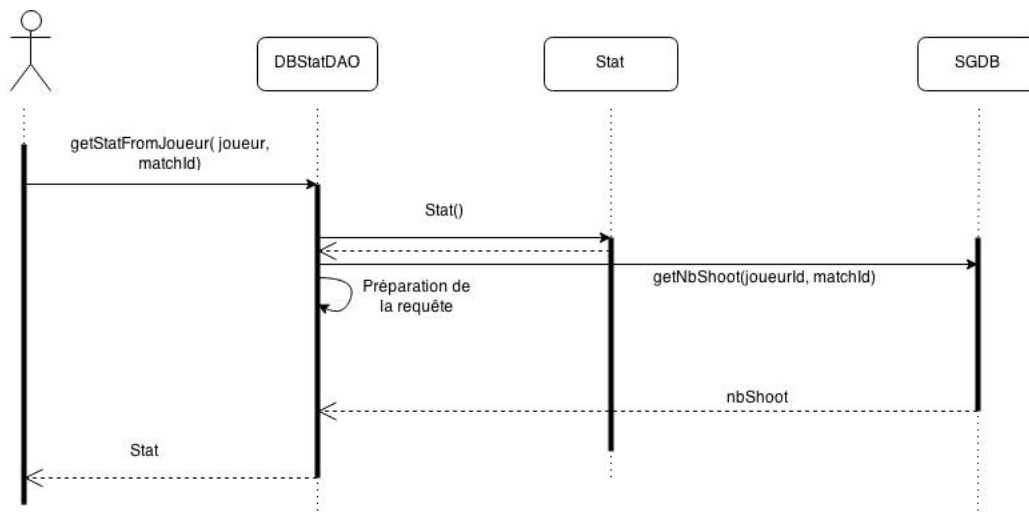 DBStatDAO
Stat
SGDB
getStatFromJoueur( joueur,
matchId)
Stat()
getNbShoot(joueurId, matchId)
Préparation de
la requête
nbShoot
Stat